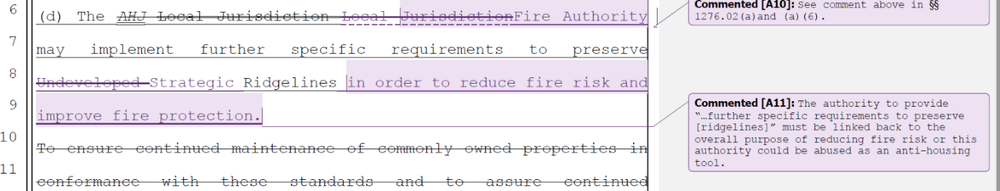 6 (d) The AHJ Local Jurisdiction Local JurisdictionFire Authority
7 may implement further specific requirements to preserve
8 Undeveloped Strategic Ridgelines in order to reduce fire risk and
9 improve fire protection.
10 To ensure continued maintenance of commonly owned properties in
11 conformance with these standards and to assure continued
Commented [A10]: See comment above in §§
1276.02(a)and (a)(6).
Commented [A11]: The authority to provide
“…further specific requirements to preserve
[ridgelines]” must be linked back to the
overall purpose of reducing fire risk or this
authority could be abused as an anti-housing
tool.